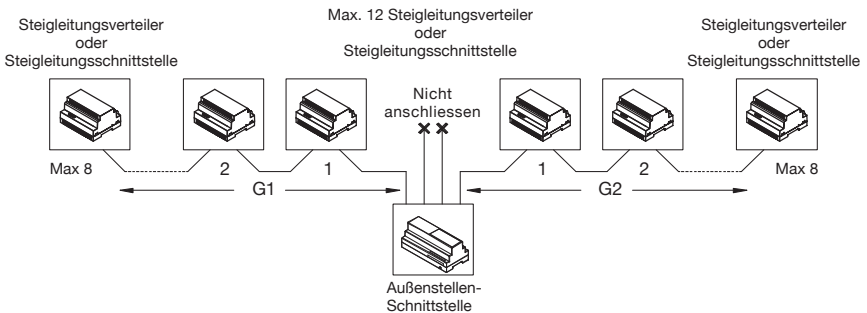 Steigleitungsverteiler
oder
Steigleitungsschnittstelle
Max. 12 Steigleitungsverteiler
oder
Steigleitungsschnittstelle
Steigleitungsverteiler
oder
Steigleitungsschnittstelle
Nicht
anschliessen
Max 8
2
1
1
2
Max 8
G1
G2
Außenstellen-
Schnittstelle